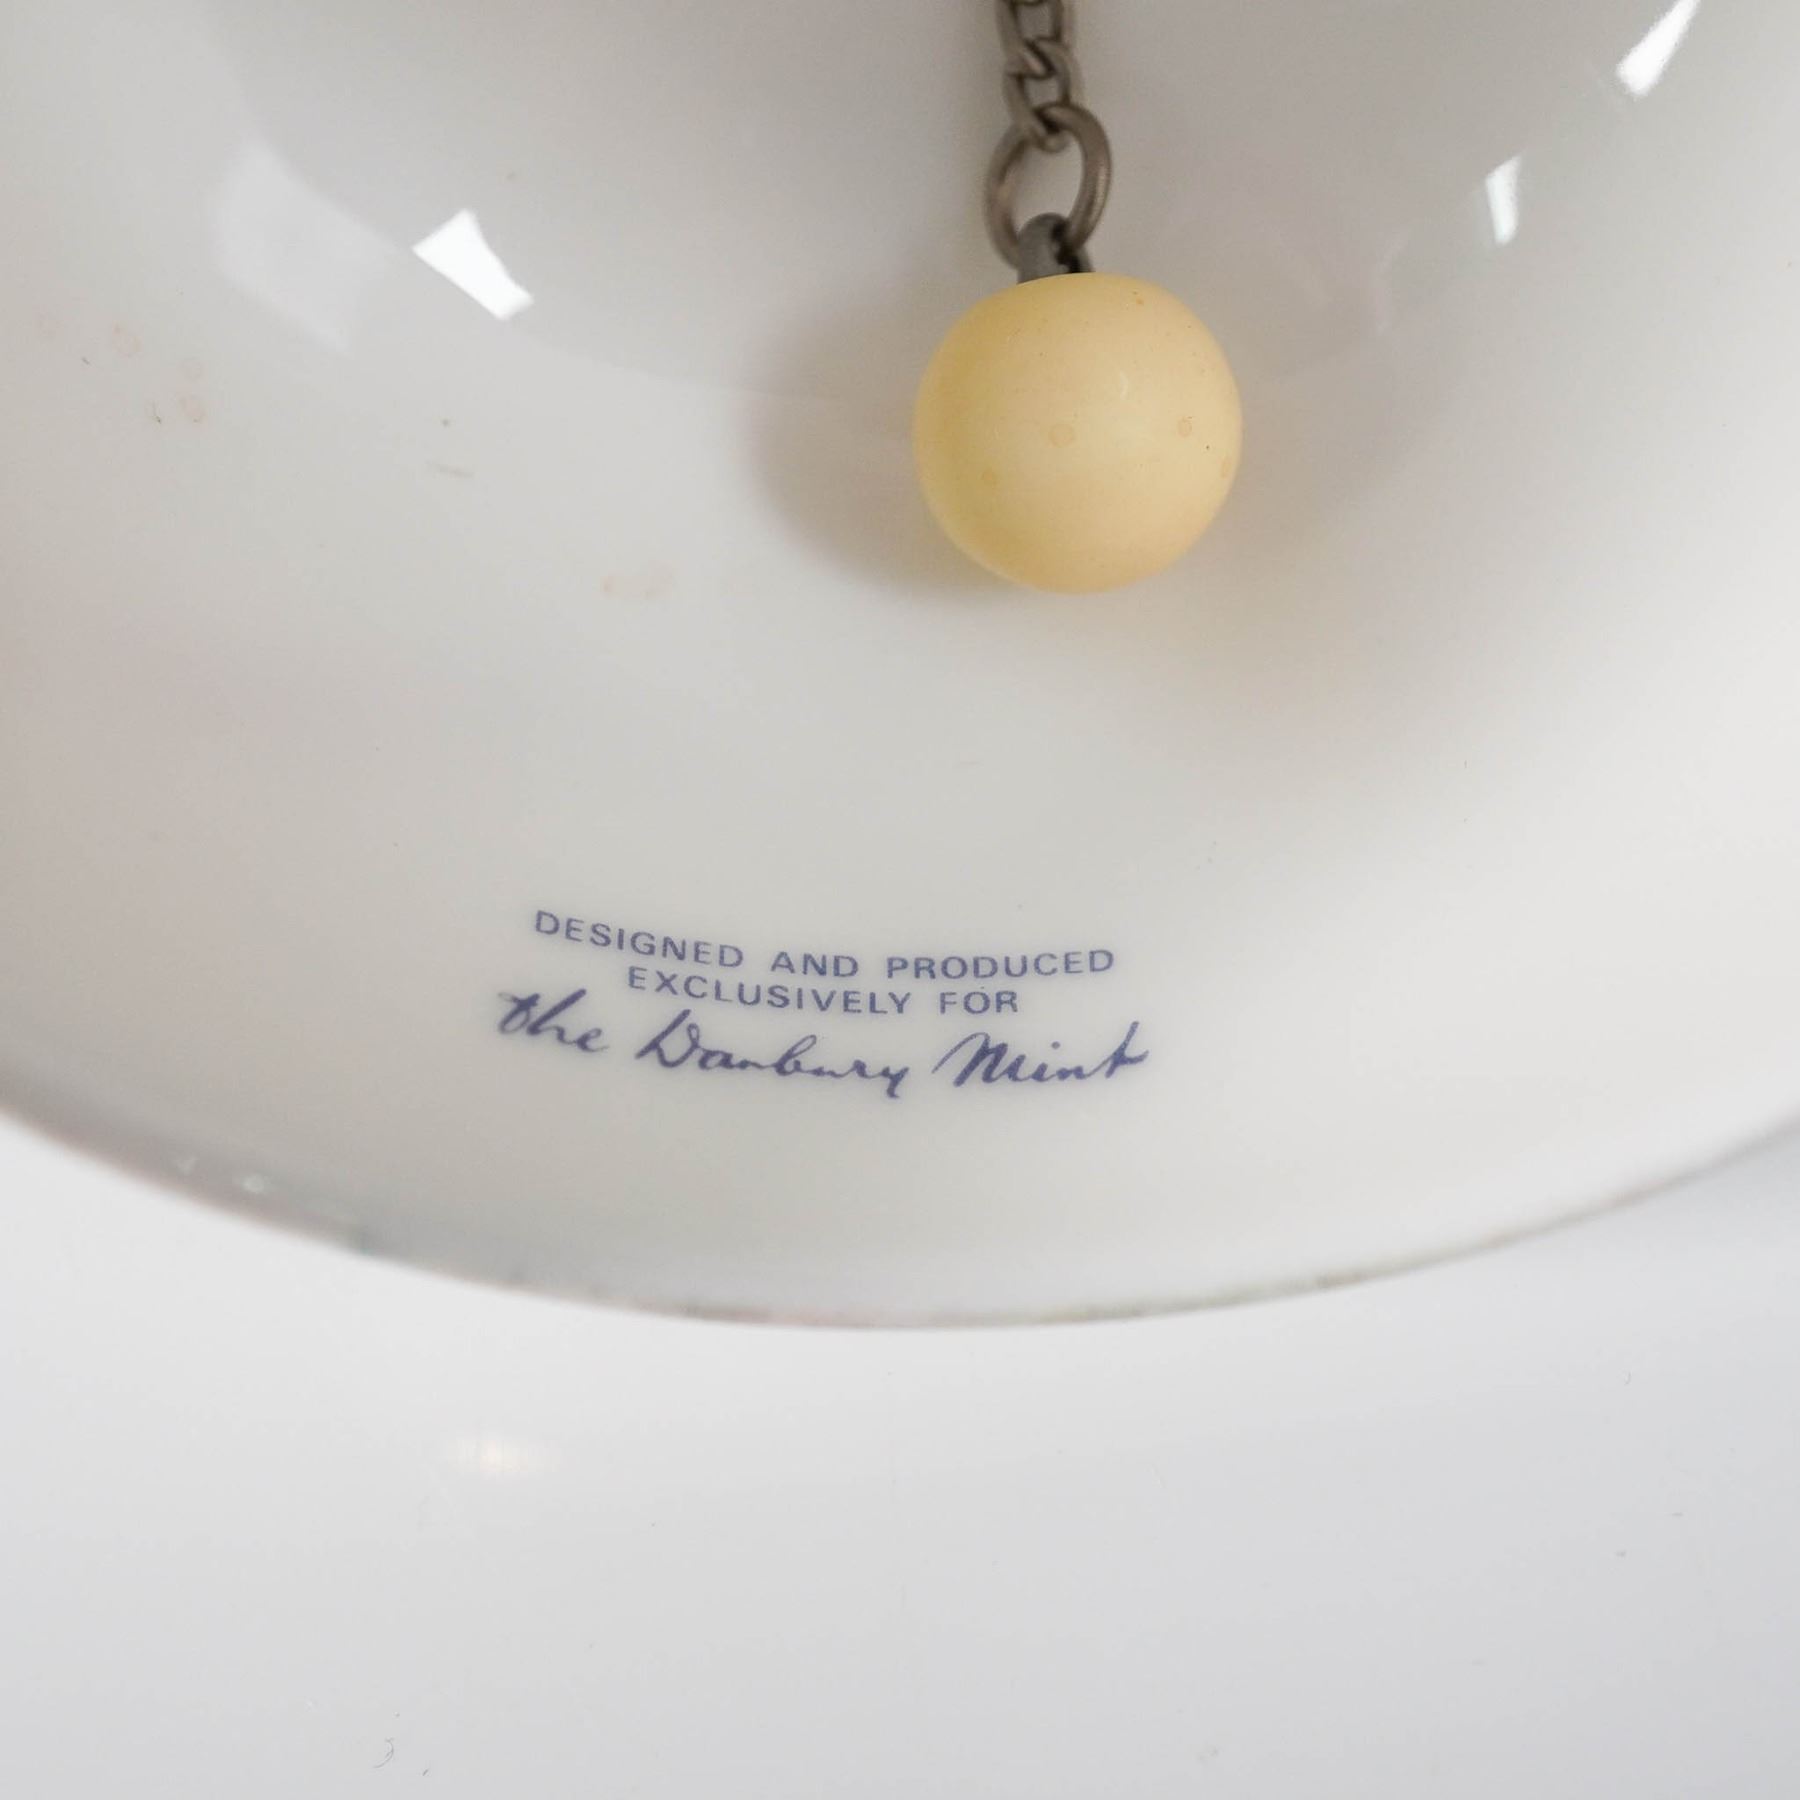 DESIGNED AND PRODUCED
EXCLUSIVELY FOR
the Danbury Mint